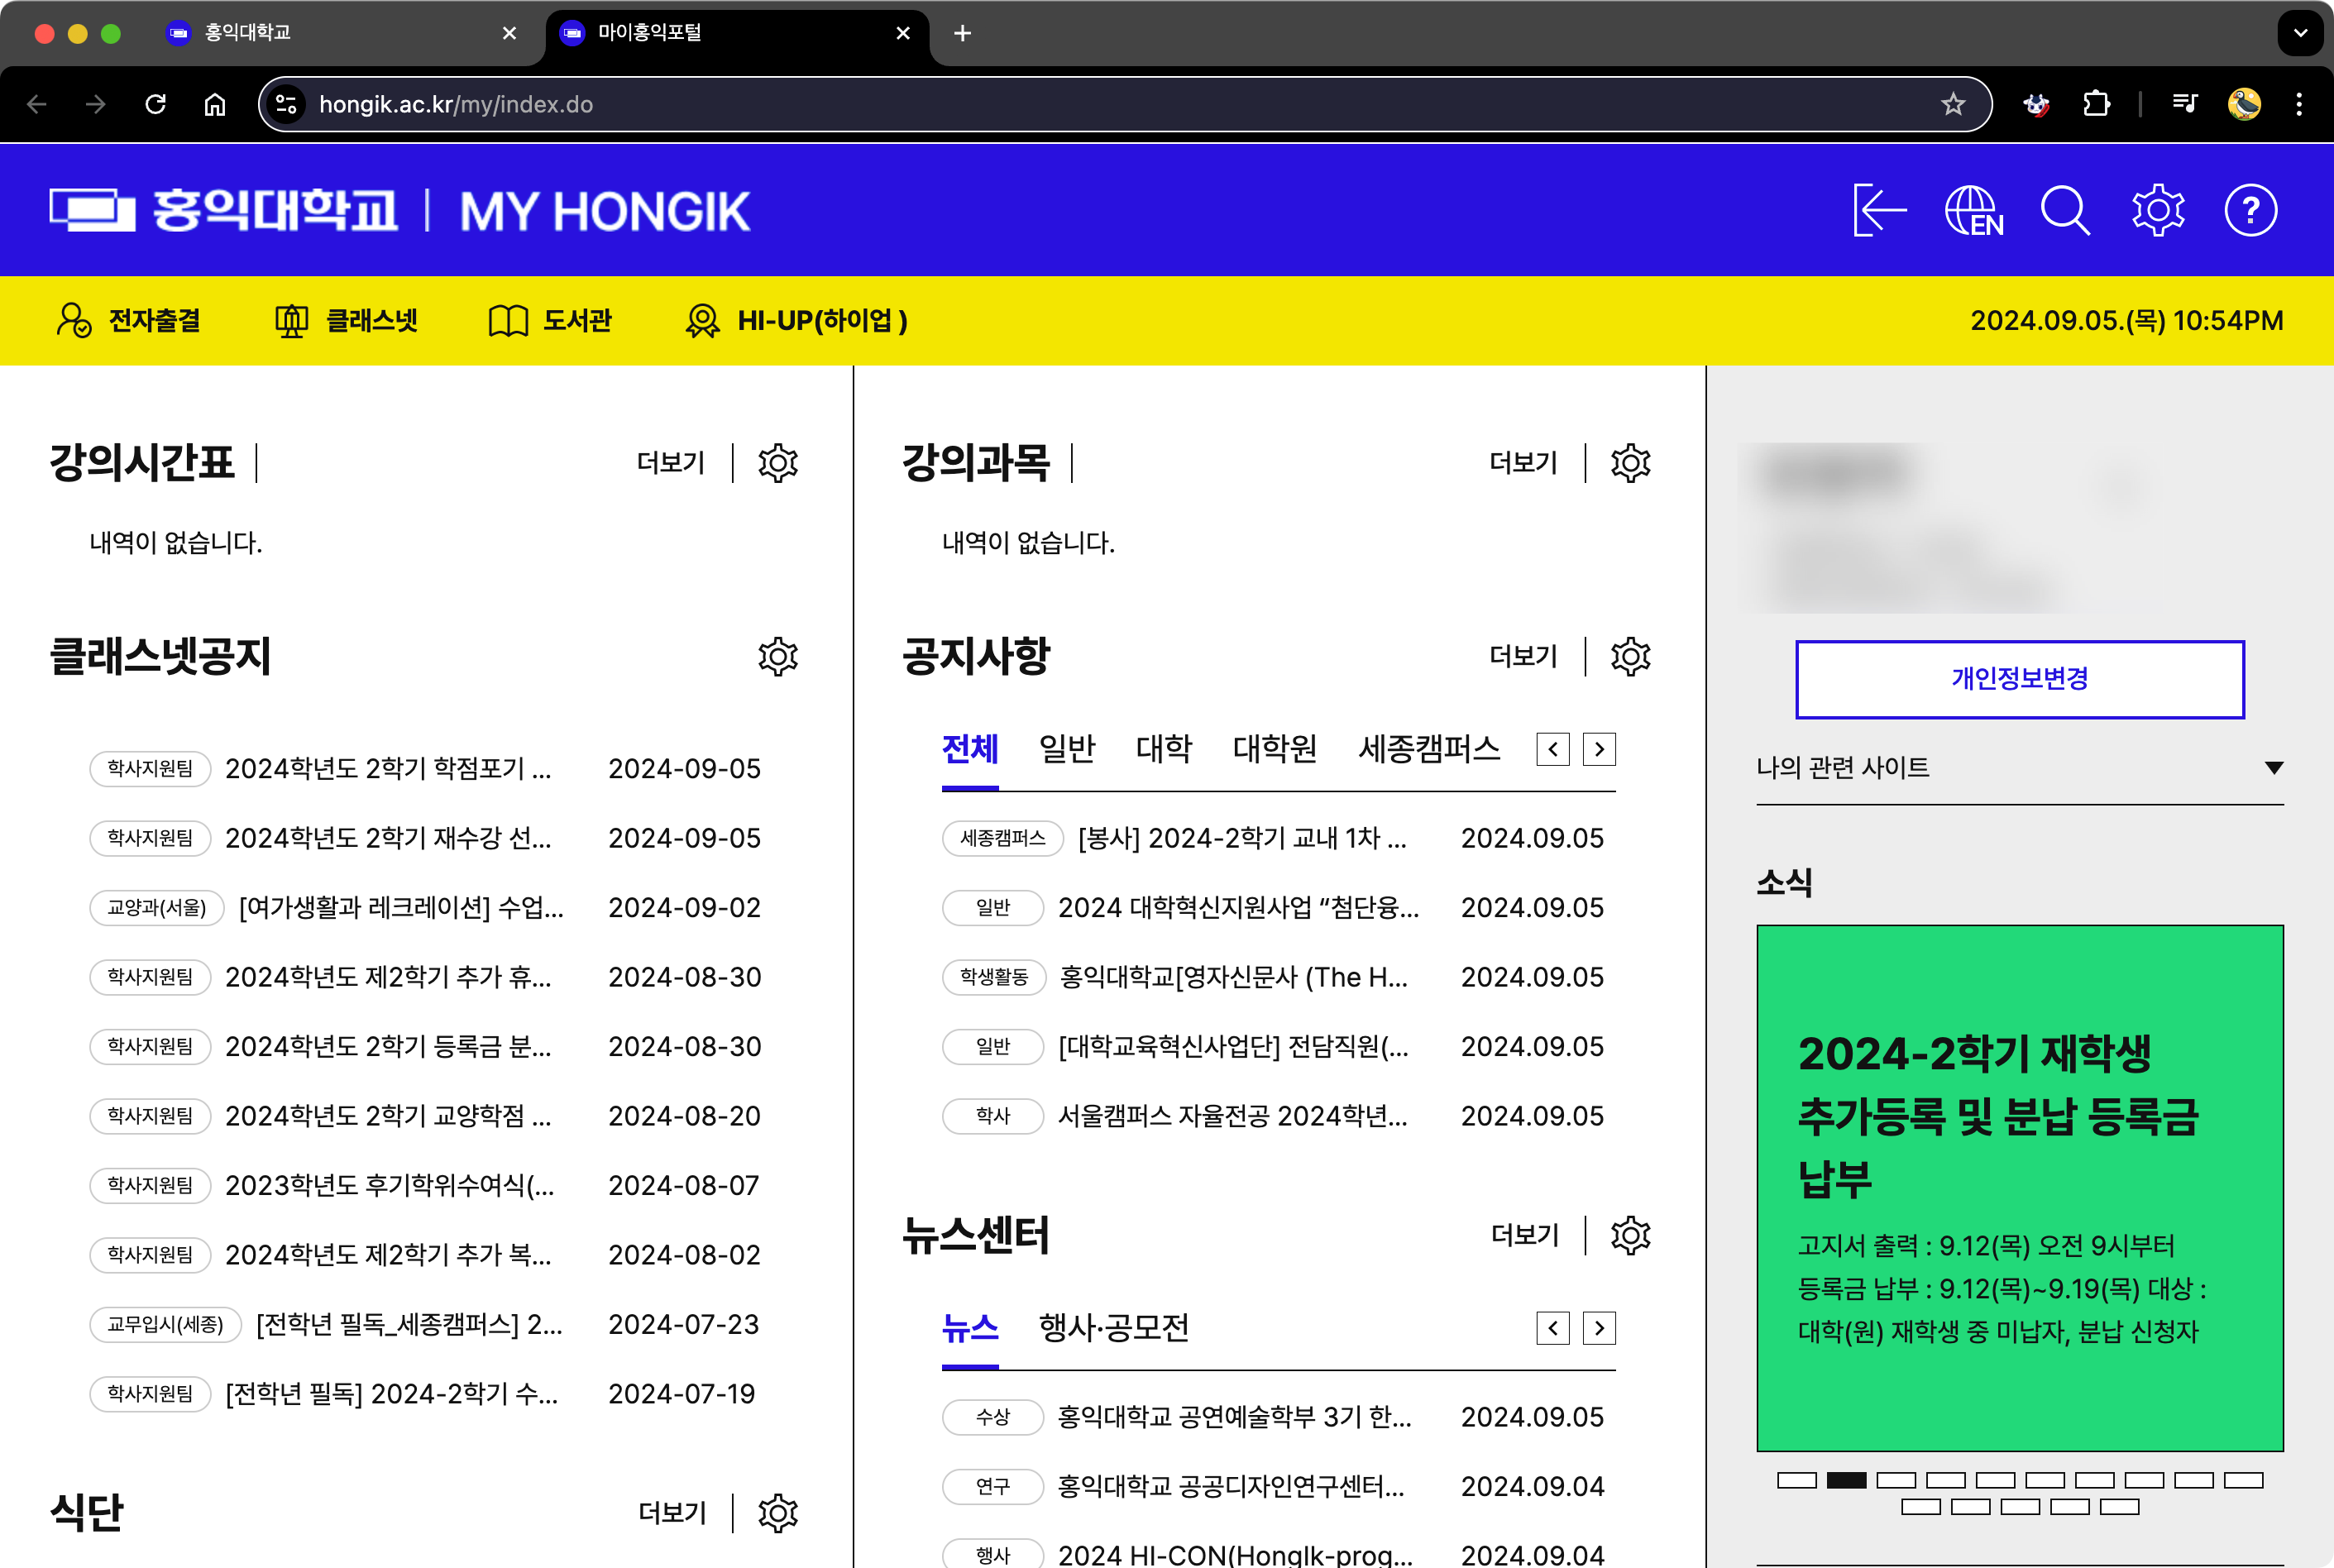 홍익대학교
마이홍익포털
hongik.ac.kr/my/index.do
홍익대학교 | MY HONGIK
EN
?
전자출결
클래스넷
도서관
HI-UP(하이업 )
2024.09.05.(목) 10:54PM
강의시간표
더보기
내역이 없습니다.
클래스넷공지
학사지원팀 2024학년도 2학기 학점포기 ... 2024-09-05
학사지원팀 2024학년도 2학기 재수강 선... 2024-09-05
교양과(서울) [여가생활과 레크레이션] 수업... 2024-09-02
학사지원팀 2024학년도 제2학기 추가 휴... 2024-08-30
학사지원팀 2024학년도 2학기 등록금 분... 2024-08-30
학사지원팀 2024학년도 2학기 교양학점 ... 2024-08-20
학사지원팀 2023학년도 후기학위수여식(... 2024-08-07
학사지원팀 2024학년도 제2학기 추가 복... 2024-08-02
교무입시(세종) [전학년 필독_세종캠퍼스] 2... 2024-07-23
학사지원팀 [전학년 필독] 2024-2학기 수... 2024-07-19
식단
더보기
강의과목
더보기
내역이 없습니다.
공지사항
더보기
전체 일반 대학 대학원 세종캠퍼스
세종캠퍼스 [봉사] 2024-2학기 교내 1차 ... 2024.09.05
일반 2024 대학혁신지원사업 “첨단융... 2024.09.05
학생활동 홍익대학교[영자신문사 (The H... 2024.09.05
일반 [대학교육혁신사업단] 전담직원(... 2024.09.05
학사 서울캠퍼스 자율전공 2024학년... 2024.09.05
뉴스센터
더보기
뉴스 행사·공모전
수상 홍익대학교 공연예술학부 3기 한... 2024.09.05
연구 홍익대학교 공공디자인연구센터... 2024.09.04
행사 2024 HI-CON(HongIk-prog... 2024.09.04
개인정보변경
나의 관련 사이트
소식
2024-2학기 재학생
추가등록 및 분납 등록금
납부
고지서 출력 : 9.12(목) 오전 9시부터
등록금 납부 : 9.12(목)~9.19(목) 대상 :
대학(원) 재학생 중 미납자, 분납 신청자